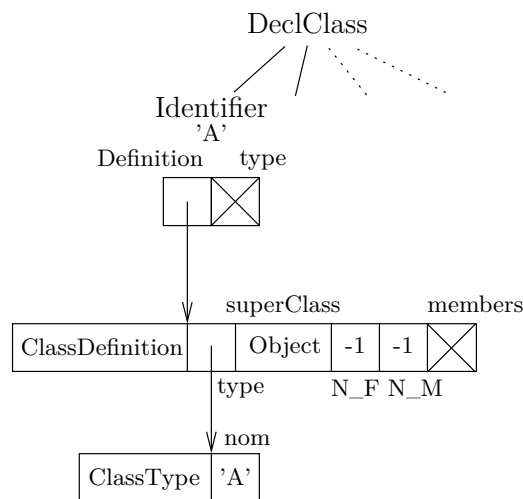 DeclClass
Identifier
'A'
Definition type
superClass members
ClassDefinition Object -1 -1
type N_F N_M
nom
ClassType 'A'